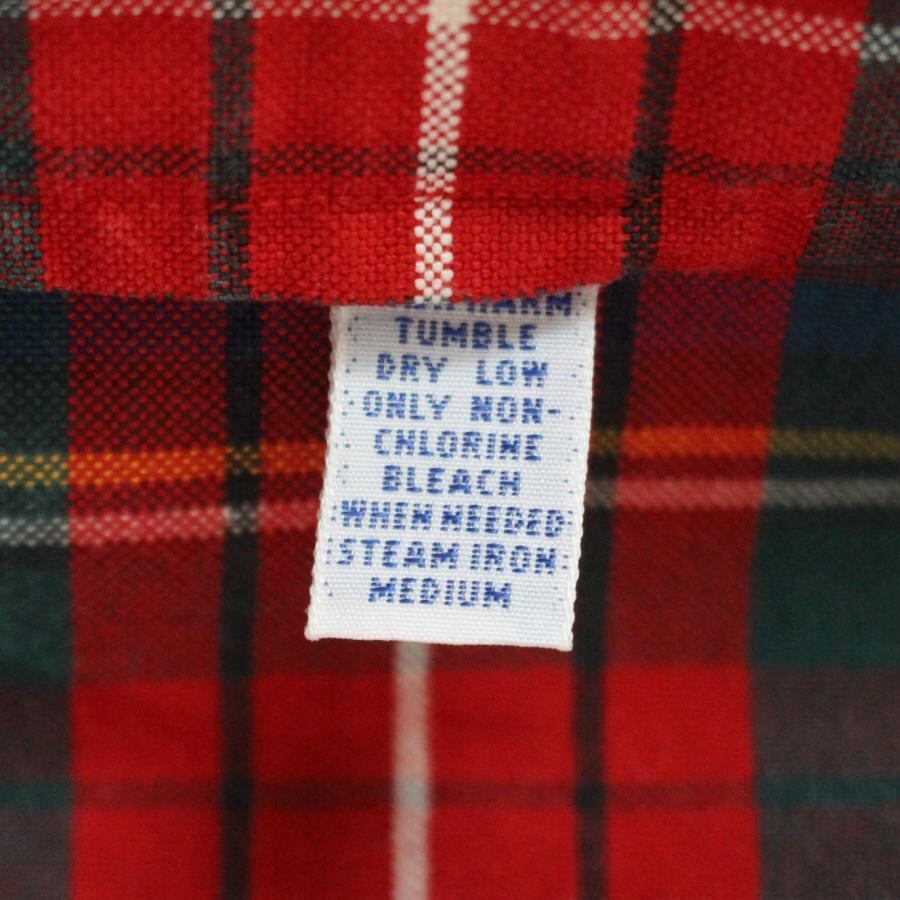 TUMBLE
DRY LOW
ONLY NON-
CHLORINE
BLEACH
WHEN NEEDED
STEAM IRON
MEDIUM